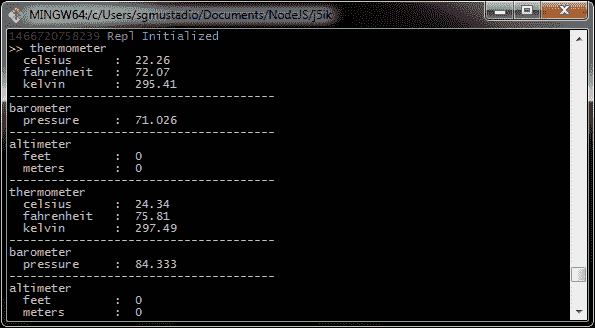 MINGW64:/c/Users/sgmustadio/Documents/NodeJS/j5ik
1466720758239 Repl Initialized
>> thermometer
  celsius      :  22.26
  fahrenheit   :  72.07
  kelvin       :  295.41
--------------------------------------
barometer
  pressure     :  71.026
--------------------------------------
altimeter
  feet         :  0
  meters       :  0
--------------------------------------
thermometer
  celsius      :  24.34
  fahrenheit   :  75.81
  kelvin       :  297.49
--------------------------------------
barometer
  pressure     :  84.333
--------------------------------------
altimeter
  feet         :  0
  meters       :  0